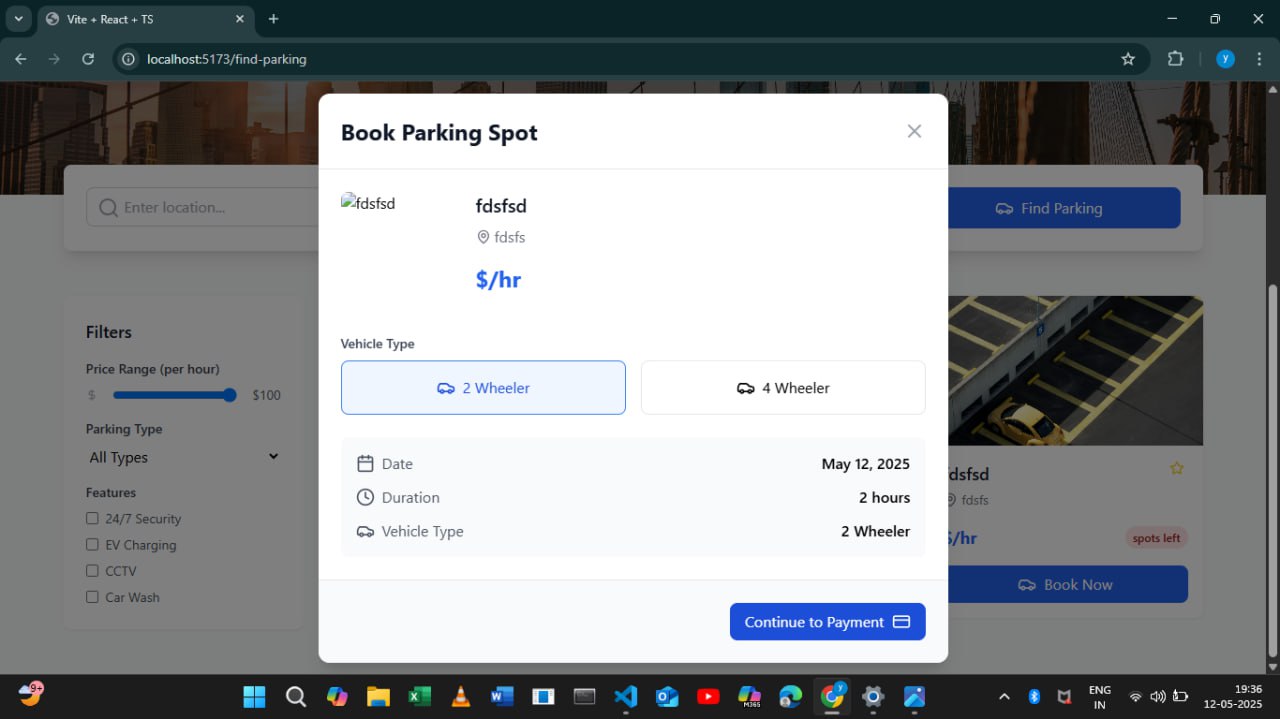 Vite + React + TS
localhost:5173/find-parking
y
Book Parking Spot
Enter location...
Find Parking
fdsfsd
fdsfsd
fdsfs
$/hr
Filters
Price Range (per hour)
$
$100
Parking Type
All Types
Features
24/7 Security
EV Charging
CCTV
Car Wash
Vehicle Type
2 Wheeler
4 Wheeler
Date
May 12, 2025
Duration
2 hours
Vehicle Type
2 Wheeler
Continue to Payment
fdsfsd
fdsfs
$/hr
spots left
Book Now
9+
M365
y
ENG
IN
19:36
12-05-2025